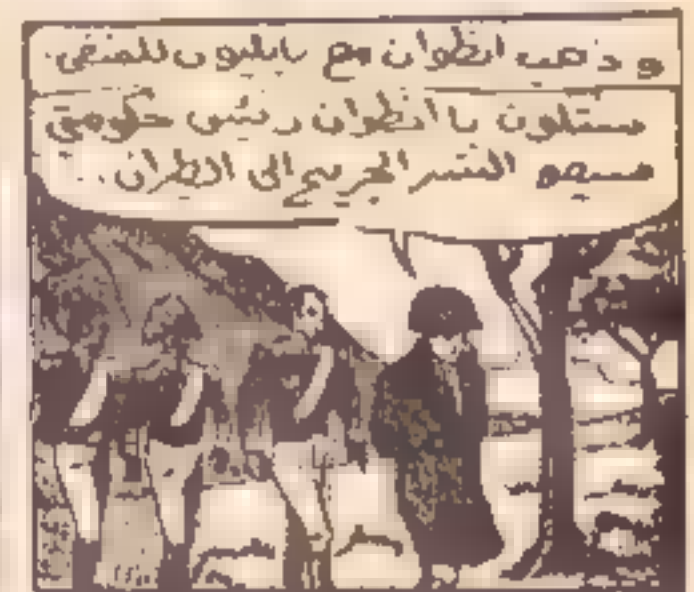 و ذهب انطوان مع نابليون للمنفى.
ستكون يا انطوان رئيس حكومتي
سيعود النسر الجريح الى الطيران..